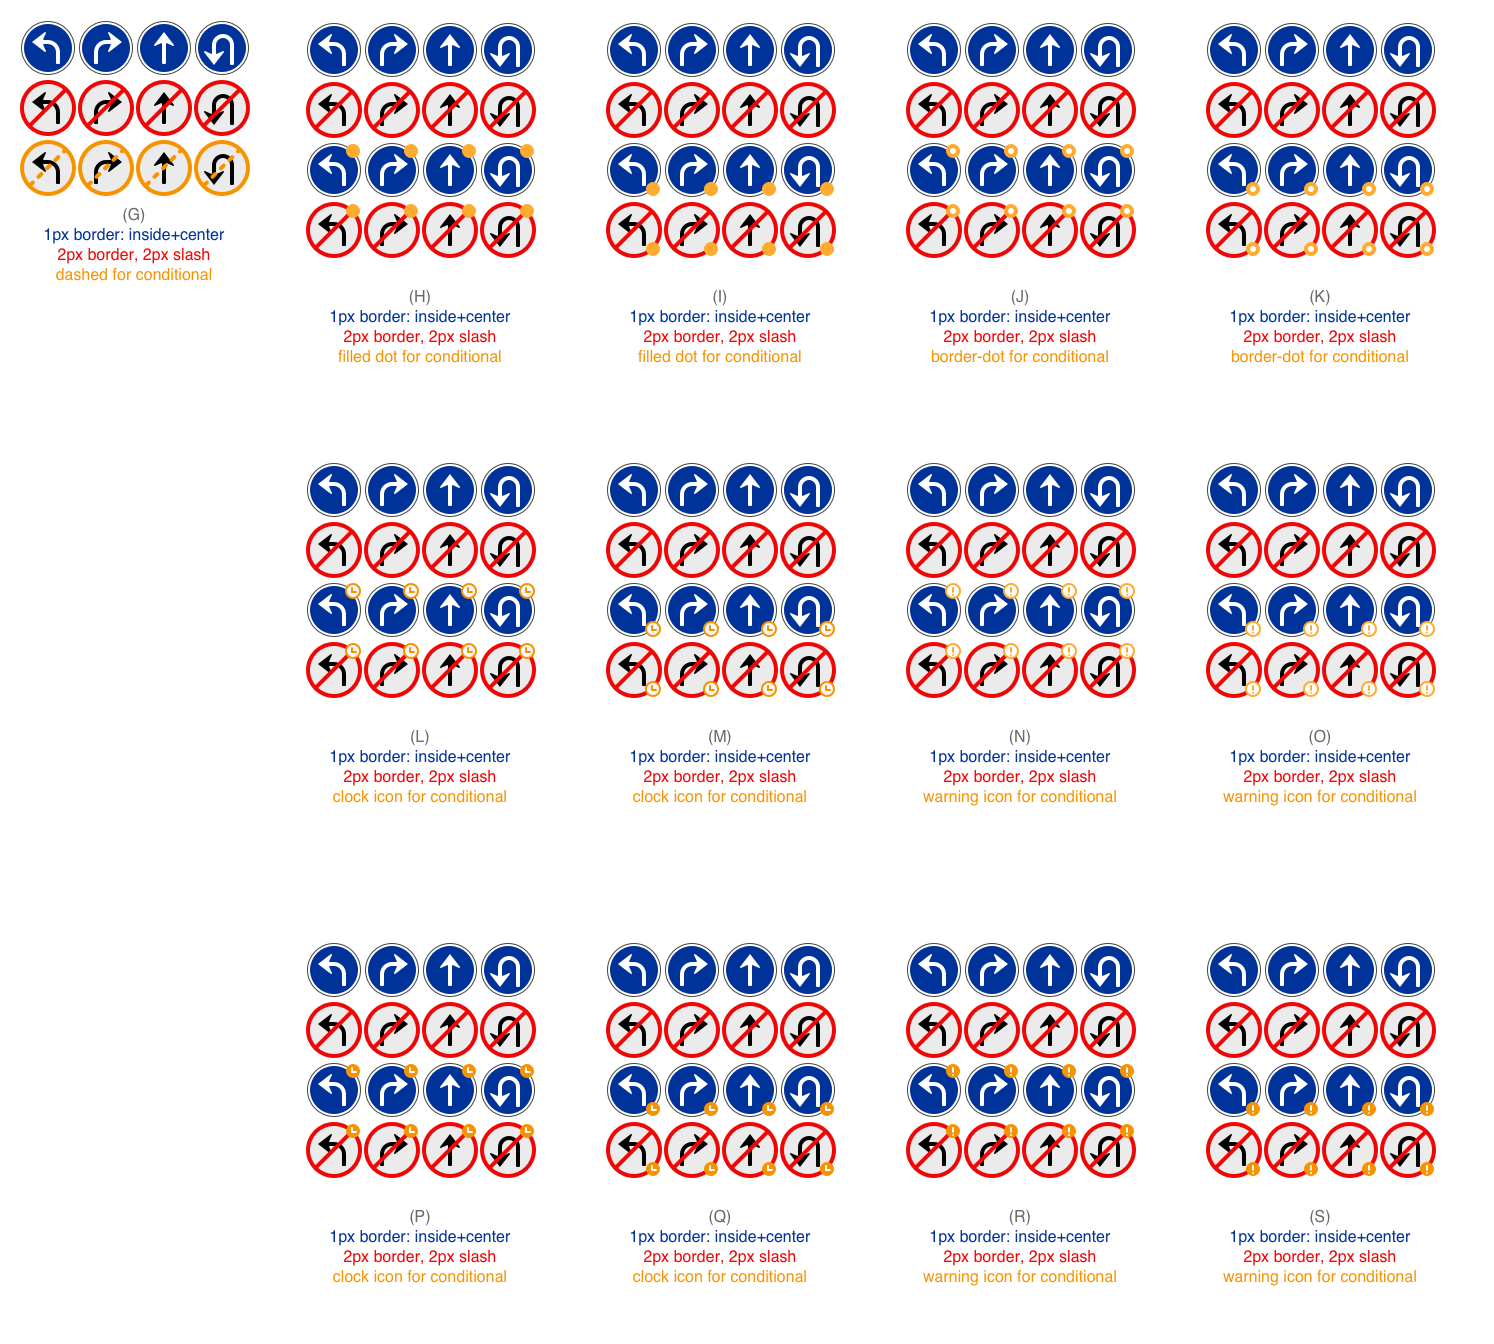 (G)
1px border: inside+center
2px border, 2px slash
dashed for conditional
(H)
1px border: inside+center
2px border, 2px slash
filled dot for conditional
(I)
1px border: inside+center
2px border, 2px slash
filled dot for conditional
(J)
1px border: inside+center
2px border, 2px slash
border-dot for conditional
(K)
1px border: inside+center
2px border, 2px slash
border-dot for conditional
(L)
1px border: inside+center
2px border, 2px slash
clock icon for conditional
(M)
1px border: inside+center
2px border, 2px slash
clock icon for conditional
(N)
1px border: inside+center
2px border, 2px slash
warning icon for conditional
(O)
1px border: inside+center
2px border, 2px slash
warning icon for conditional
(P)
1px border: inside+center
2px border, 2px slash
clock icon for conditional
(Q)
1px border: inside+center
2px border, 2px slash
clock icon for conditional
(R)
1px border: inside+center
2px border, 2px slash
warning icon for conditional
(S)
1px border: inside+center
2px border, 2px slash
warning icon for conditional